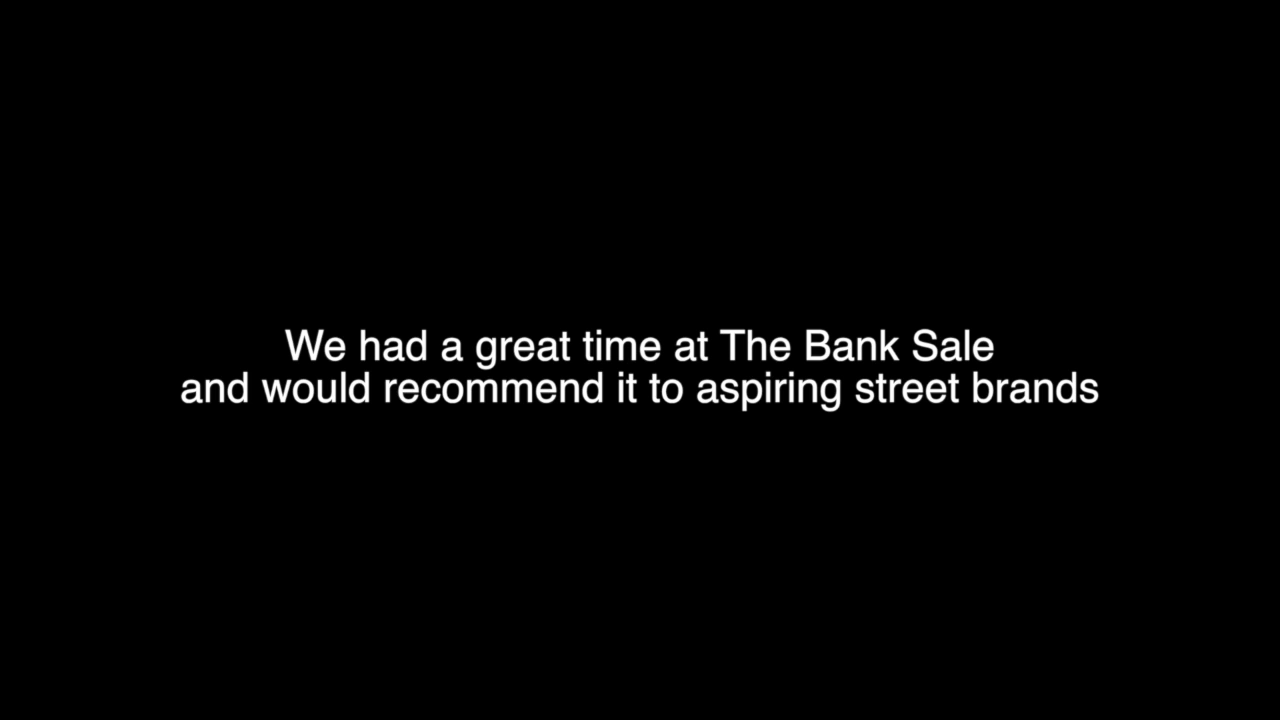 We had a great time at The Bank Sale
and would recommend it to aspiring street brands